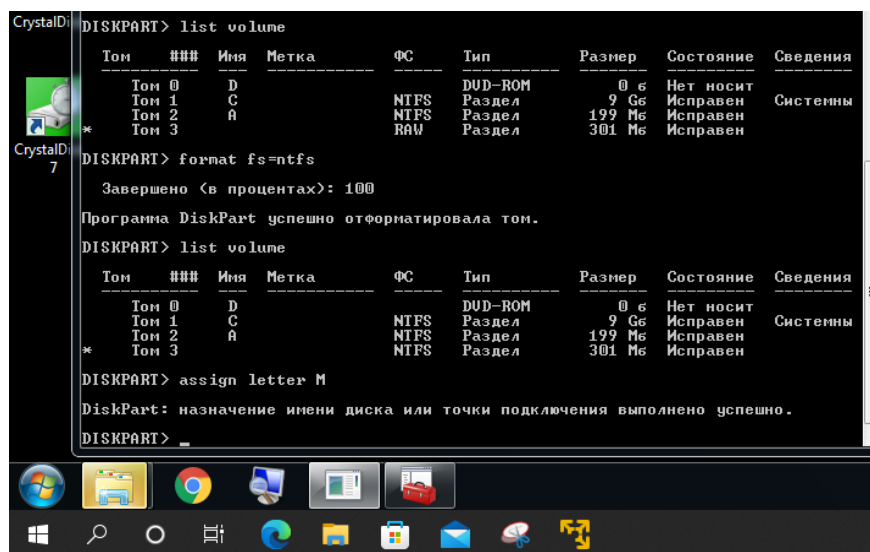 CrystalDi
DISKPART> list volume
Том ### Имя Метка ФС Тип Размер Состояние Сведения
Том 0 D DVD-ROM 0 б Нет носит
Том 1 C NTFS Раздел 9 Gб Исправен Системны
Том 2 A NTFS Раздел 199 Mб Исправен
* Том 3 RAW Раздел 301 Mб Исправен
CrystalDi
7
DISKPART> format fs=ntfs
Завершено (в процентах): 100
Программа DiskPart успешно отформатировала том.
DISKPART> list volume
Том ### Имя Метка ФС Тип Размер Состояние Сведения
Том 0 D DVD-ROM 0 б Нет носит
Том 1 C NTFS Раздел 9 Gб Исправен Системны
Том 2 A NTFS Раздел 199 Mб Исправен
* Том 3 NTFS Раздел 301 Mб Исправен
DISKPART> assign letter M
DiskPart: назначение имени диска или точки подключения выполнено успешно.
DISKPART> _